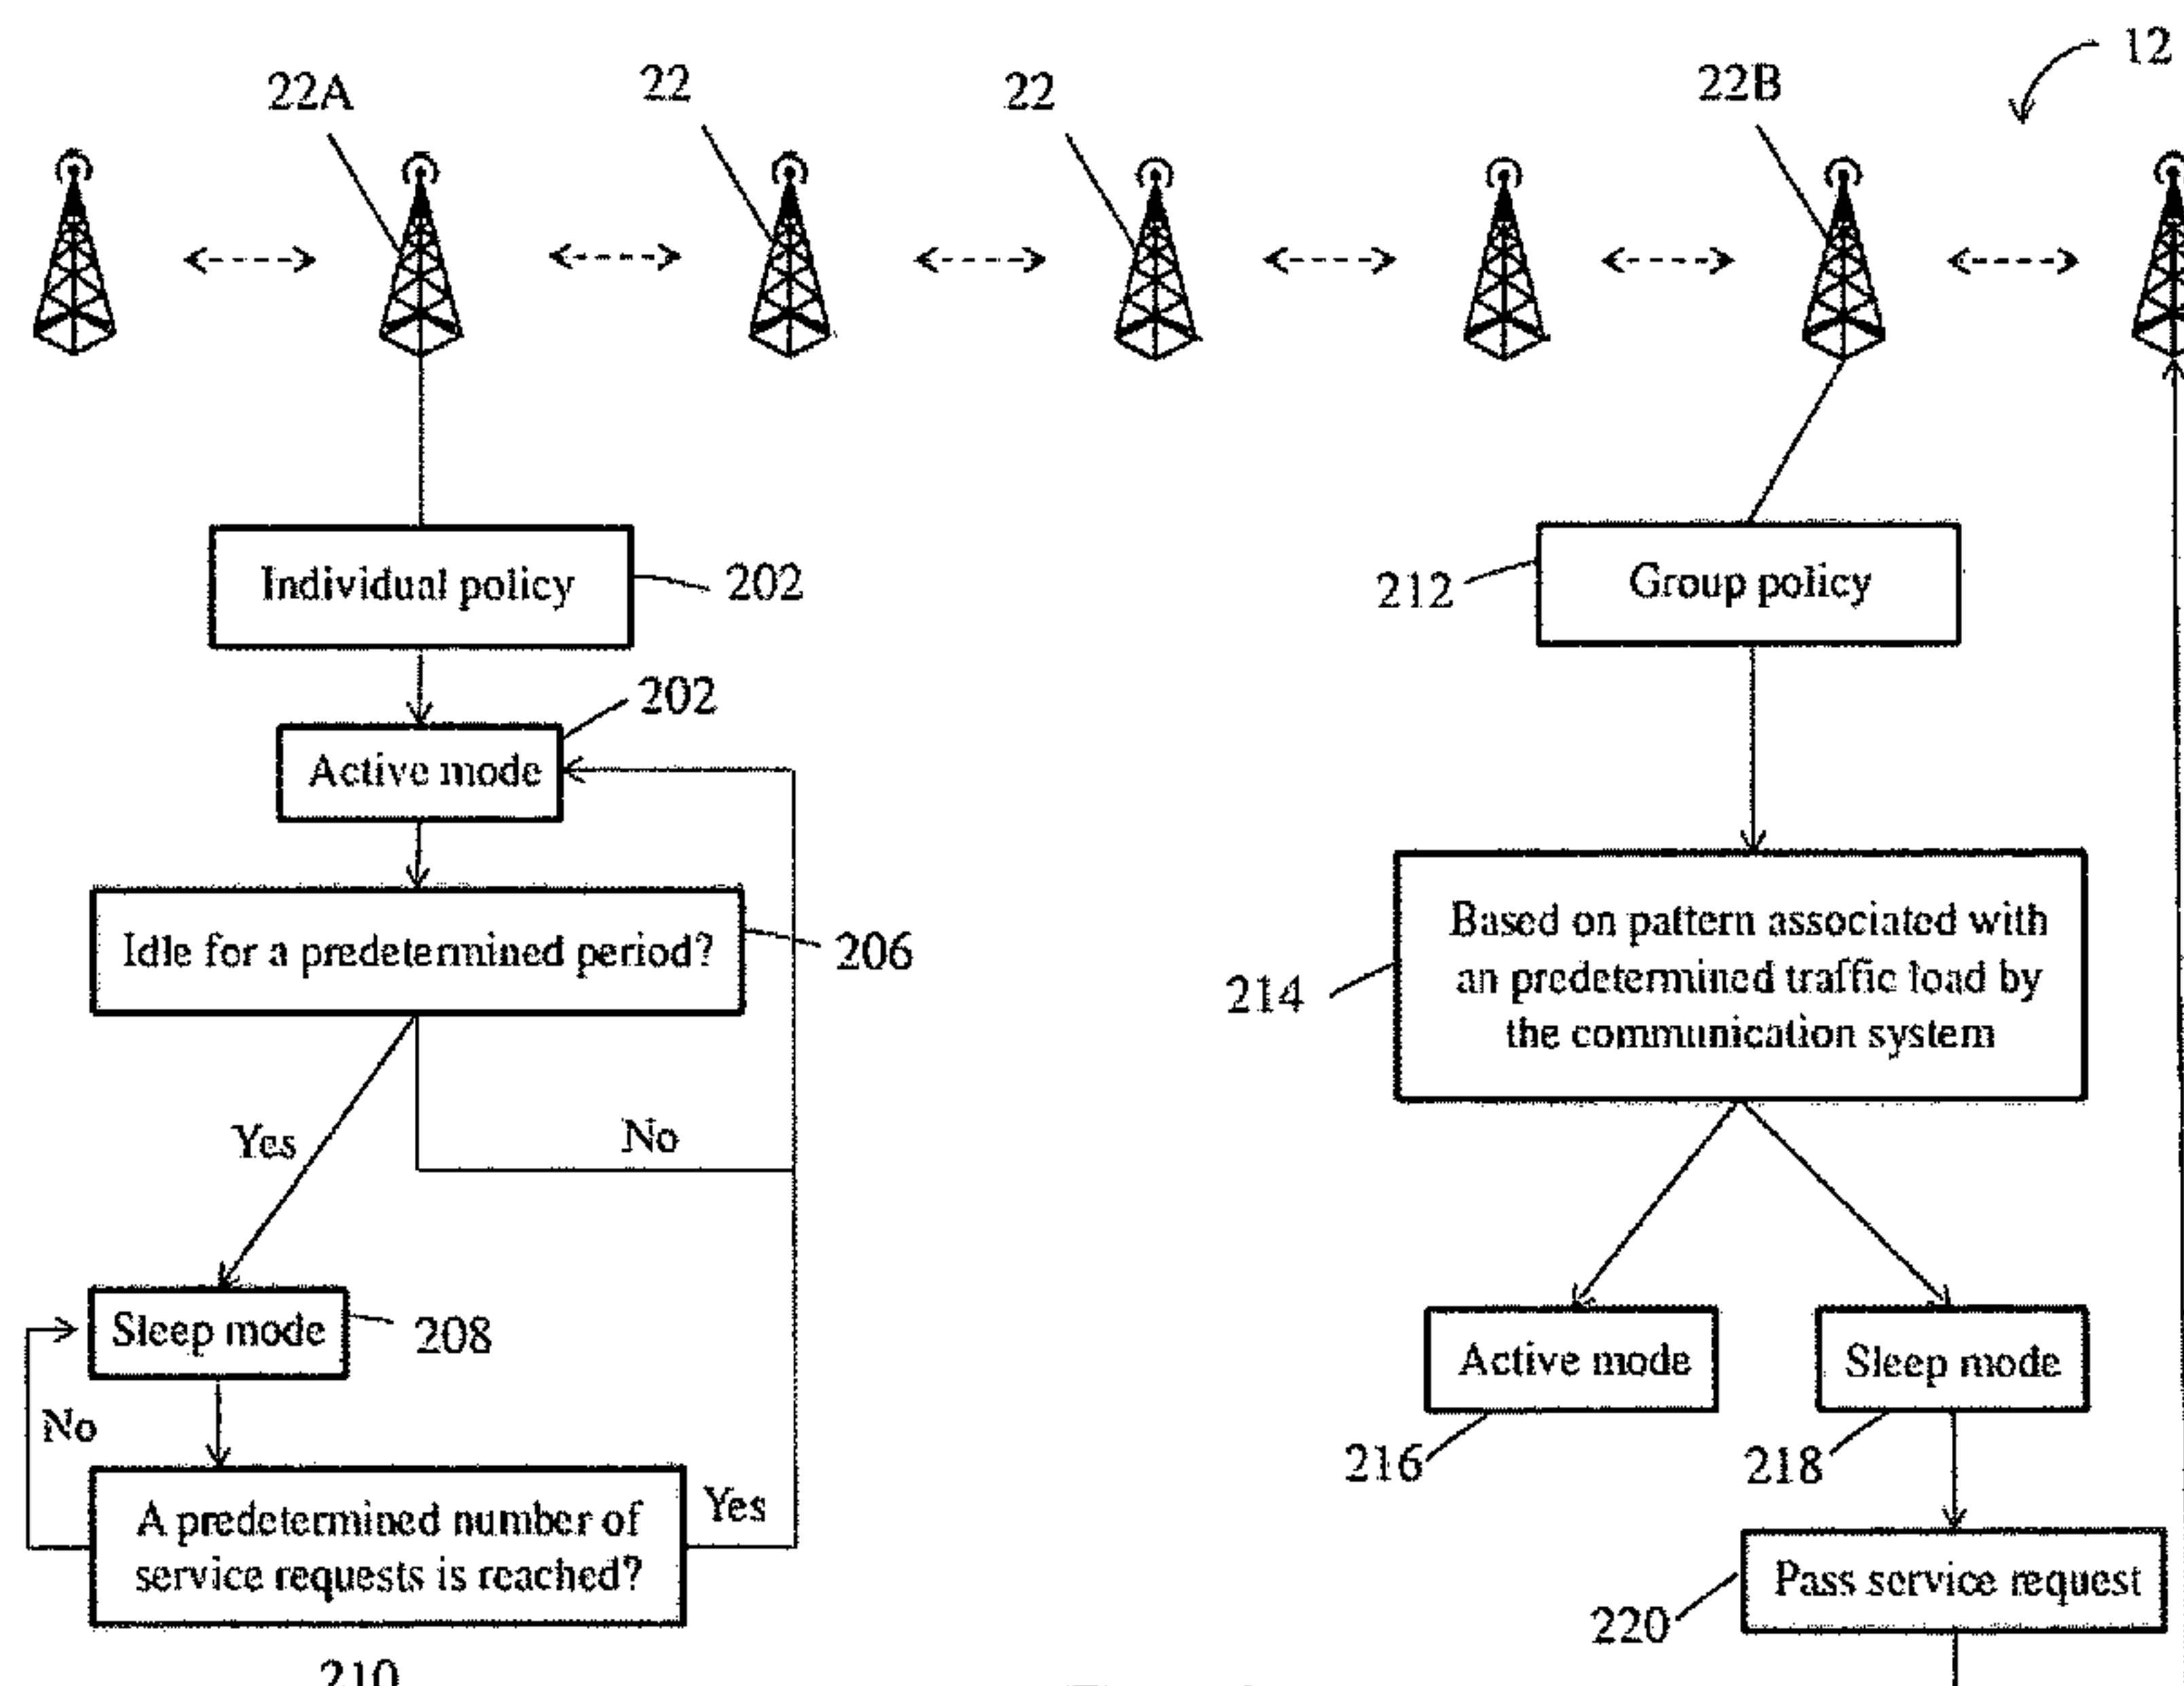 12
22A
22
22
22B
Individual policy
202
212
Group policy
202
Active mode
Idle for a predetermined period?
206
Based on pattern associated with
an predetermined traffic load by
the communication system
214
Yes
No
Sleep mode
208
No
Active mode
Sleep mode
216
218
A predetermined number of
service requests is reached?
Yes
Pass service request
220
210